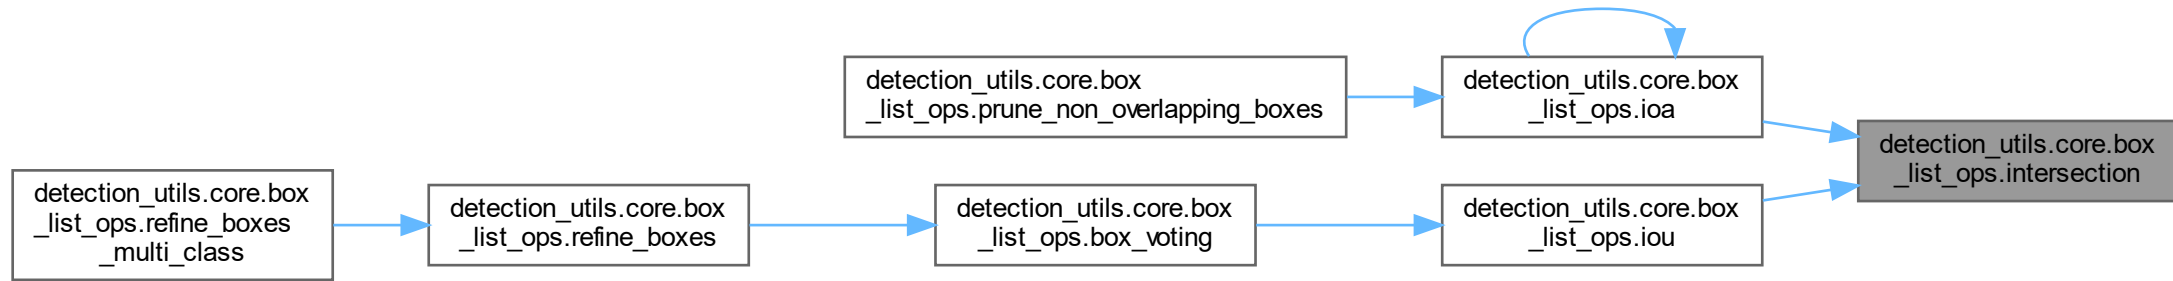 detection_utils.core.box
_list_ops.prune_non_overlapping_boxes
detection_utils.core.box
_list_ops.ioa
detection_utils.core.box
_list_ops.intersection
detection_utils.core.box
_list_ops.refine_boxes
_multi_class
detection_utils.core.box
_list_ops.refine_boxes
detection_utils.core.box
_list_ops.box_voting
detection_utils.core.box
_list_ops.iou